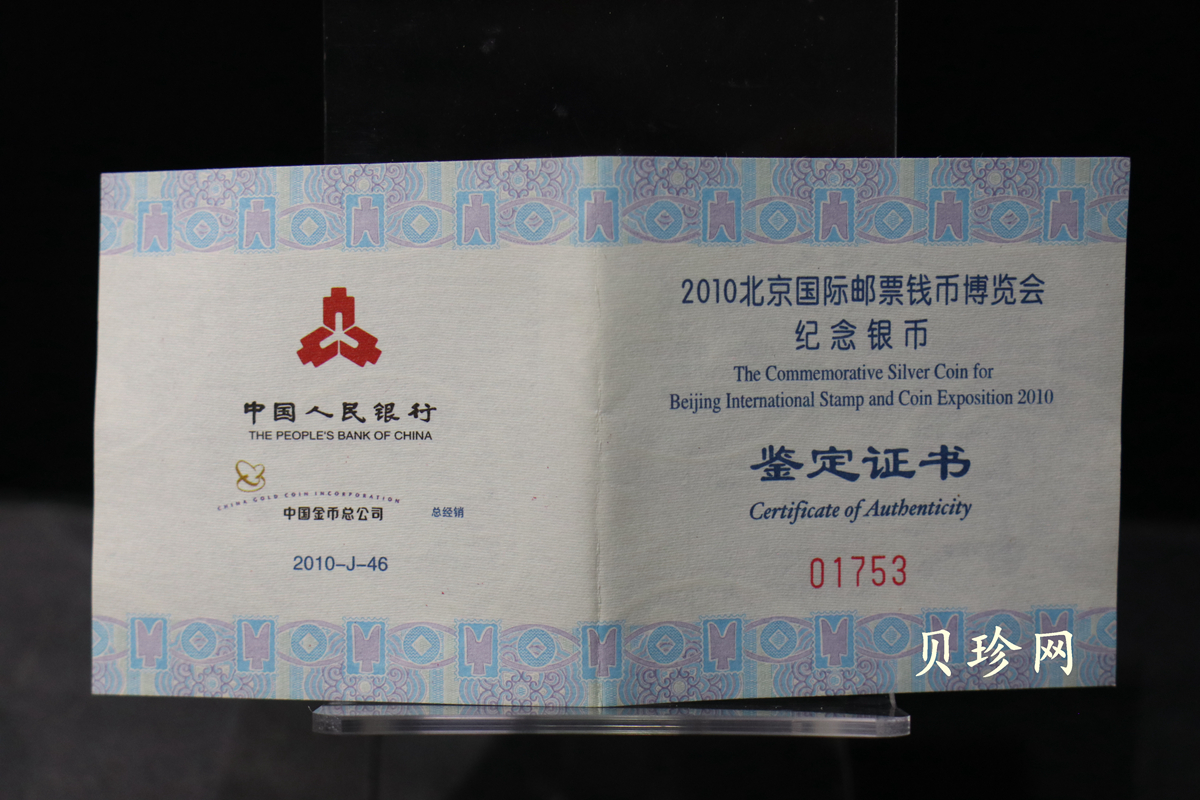 中国人民银行
THE PEOPLE'S BANK OF CHINA
CHINA GOLD COIN INCORPORATION
中国金币总公司 总经销
2010-J-46
2010北京国际邮票钱币博览会
纪念银币
The Commemorative Silver Coin for
Beijing International Stamp and Coin Exposition 2010
鉴定证书
Certificate of Authenticity
01753
贝珍网